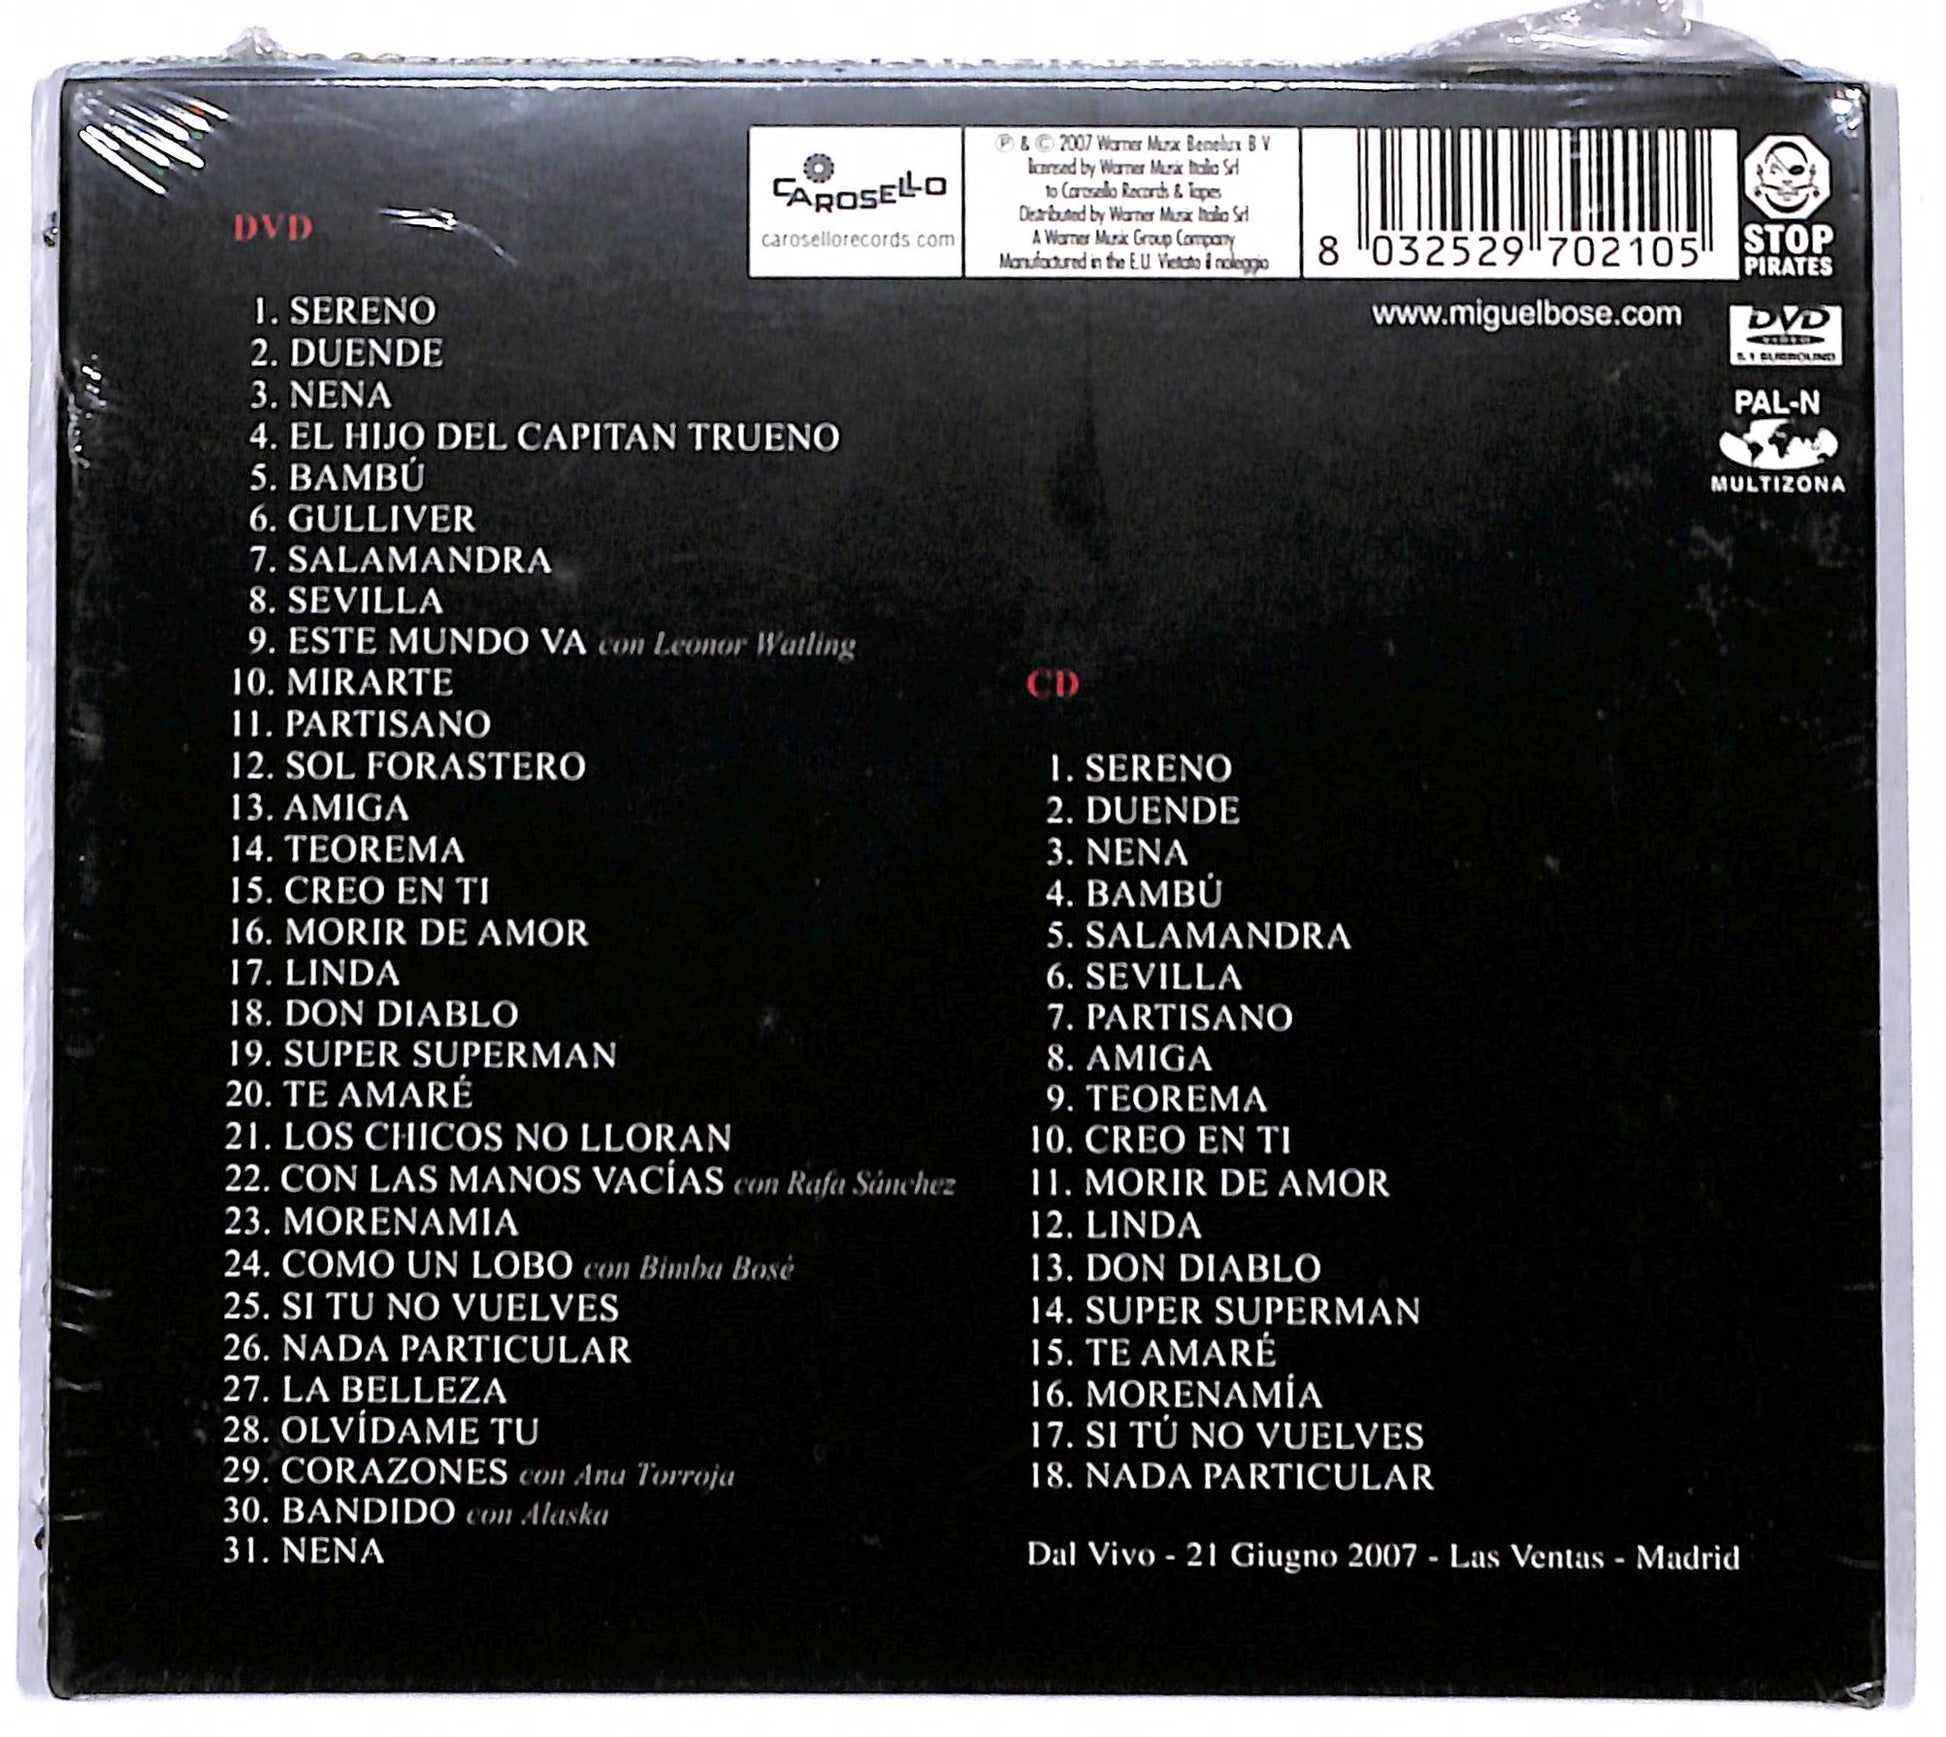 CAROSELLO
carosellorecords com
℗ & © 2007 Warner Music Benelux B V
licensed by Warner Music Italia Srl
to Carosello Records & Tapes
Distributed by Warner Music Italia Srl
A Warner Music Group Company
Manufactured in the E.U. Vietato il noleggio
8 032529 702105
STOP
PIRATES
www.miguelbose.com
DVD
VIDEO
5.1 SURROUND
PAL-N
MULTIZONA
DVD
1. SERENO
2. DUENDE
3. NENA
4. EL HIJO DEL CAPITAN TRUENO
5. BAMBÚ
6. GULLIVER
7. SALAMANDRA
8. SEVILLA
9. ESTE MUNDO VA con Leonor Watling
10. MIRARTE
11. PARTISANO
12. SOL FORASTERO
13. AMIGA
14. TEOREMA
15. CREO EN TI
16. MORIR DE AMOR
17. LINDA
18. DON DIABLO
19. SUPER SUPERMAN
20. TE AMARÉ
21. LOS CHICOS NO LLORAN
22. CON LAS MANOS VACÍAS con Rafa Sánchez
23. MORENAMIA
24. COMO UN LOBO con Bimba Bosé
25. SI TU NO VUELVES
26. NADA PARTICULAR
27. LA BELLEZA
28. OLVÍDAME TU
29. CORAZONES con Ana Torroja
30. BANDIDO con Alaska
31. NENA
CD
1. SERENO
2. DUENDE
3. NENA
4. BAMBÚ
5. SALAMANDRA
6. SEVILLA
7. PARTISANO
8. AMIGA
9. TEOREMA
10. CREO EN TI
11. MORIR DE AMOR
12. LINDA
13. DON DIABLO
14. SUPER SUPERMAN
15. TE AMARÉ
16. MORENAMÍA
17. SI TÚ NO VUELVES
18. NADA PARTICULAR
Dal Vivo - 21 Giugno 2007 - Las Ventas - Madrid